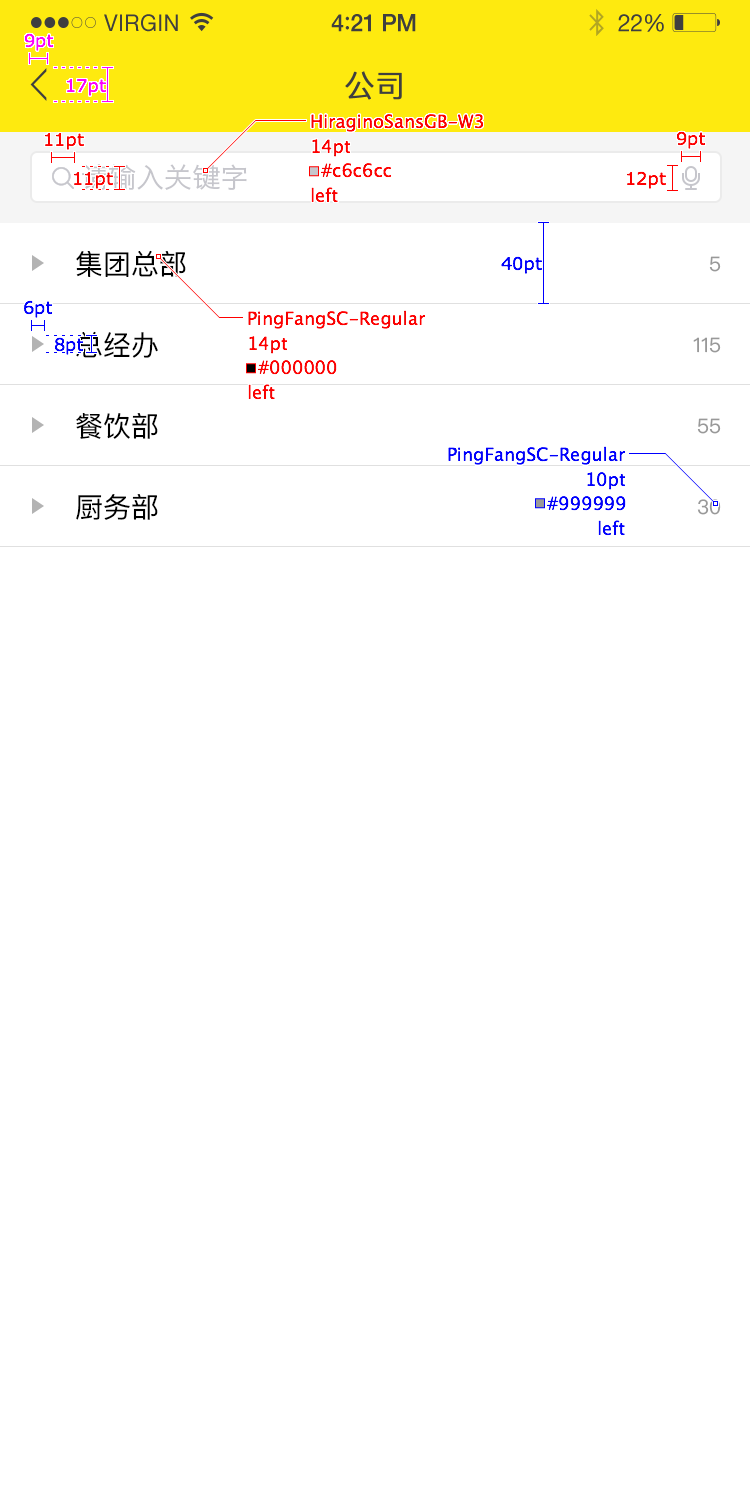 VIRGIN 4:21 PM 22%
9pt
17pt
公司
HiraginoSansGB-W3
14pt
#c6c6cc
left
11pt
11pt
请输入关键字
9pt
12pt
集团总部
40pt
5
PingFangSC-Regular
14pt
#000000
left
6pt
8pt
总经办
115
餐饮部
55
PingFangSC-Regular
10pt
#999999
left
厨务部
30